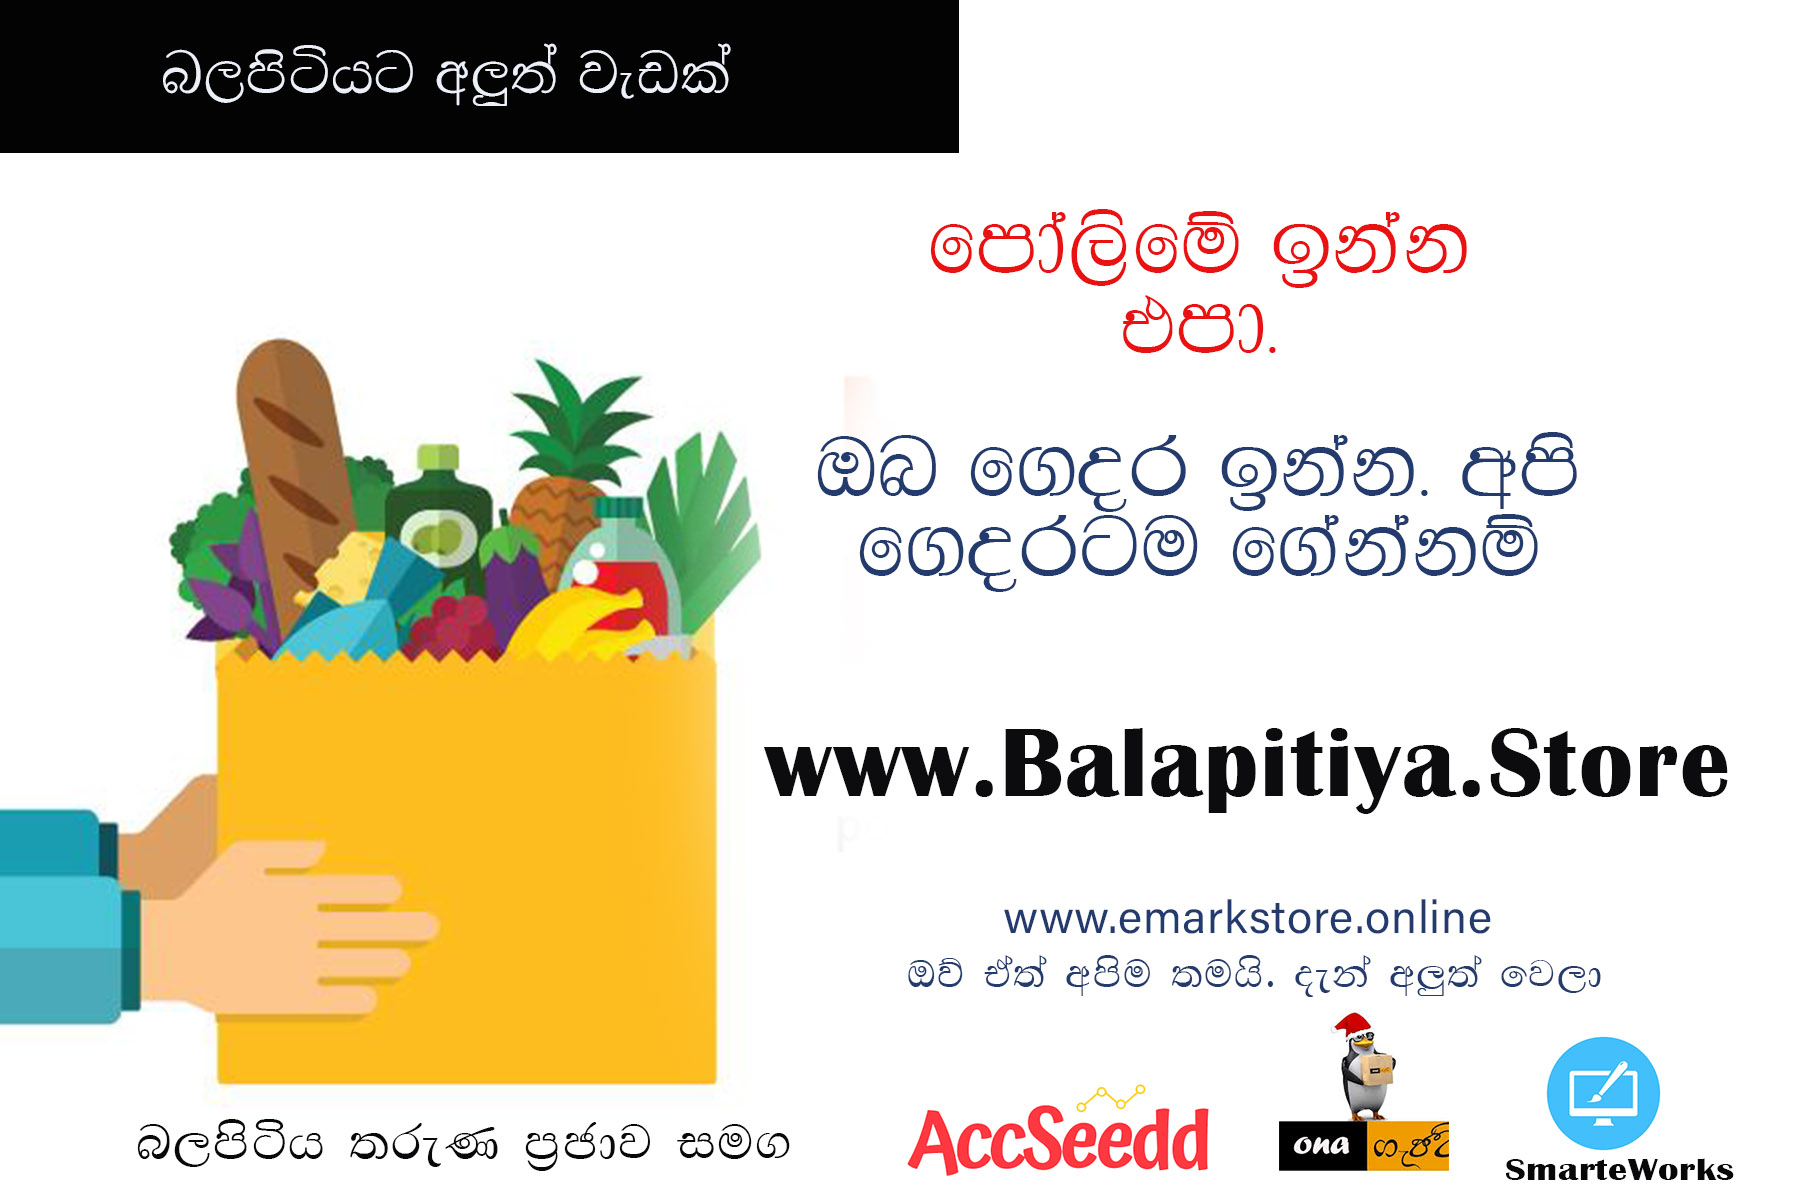 බලපිටියට අලුත් වැඩක්
පෝලිමේ ඉන්න
එපා.
ඔබ ගෙදර ඉන්න. අපි
ගෙදරටම ගේන්නම්
www.Balapitiya.Store
www.emarkstore.online
ඔව් ඒත් අපිම තමයි. දැන් අලුත් වෙලා
බලපිටිය තරුණ ප්‍රජාව සමග
AccSeedd
ona
SmarteWorks